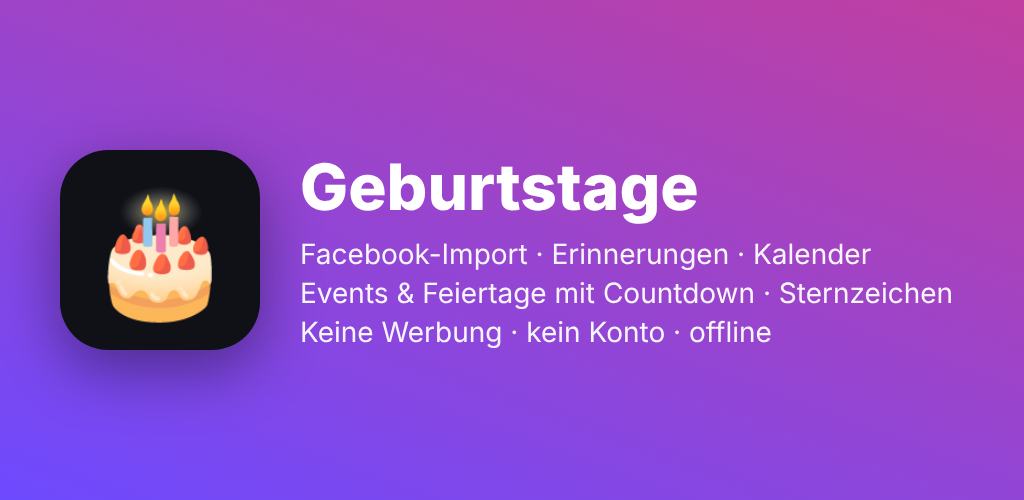 Geburtstage
Facebook-Import · Erinnerungen · Kalender
Events & Feiertage mit Countdown · Sternzeichen
Keine Werbung · kein Konto · offline